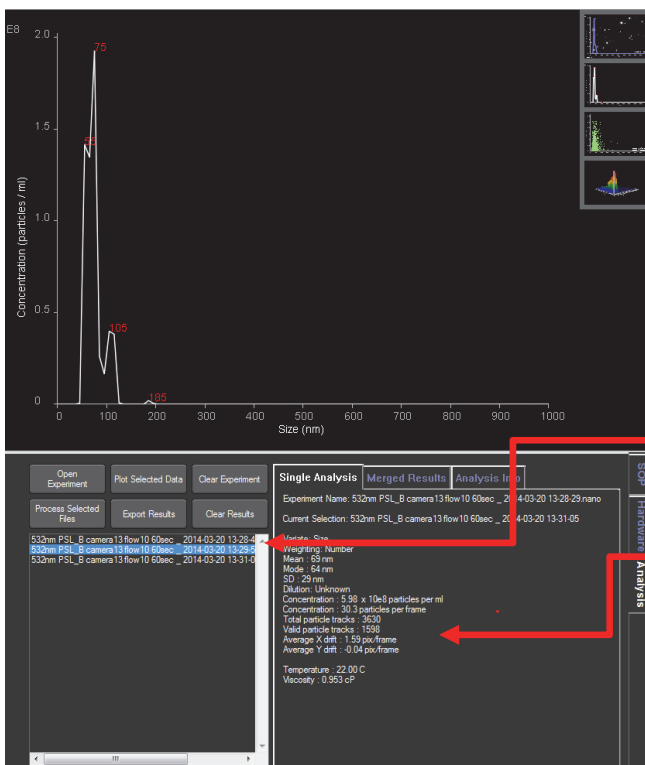 E8
2.0
75
1.5
55
1.0
Concentration (particles / ml)
0.5
105
0
185
0 100 200 300 400 500 600 700 800 900 1000
Size (nm)
Open Experiment
Plot Selected Data
Clear Experiment
Process Selected Files
Export Results
Clear Results
532nm PSL_B camera13 flow10 60sec _ 2014-03-20 13-28-4
532nm PSL_B camera13 flow10 60sec _ 2014-03-20 13-29-5
532nm PSL_B camera13 flow10 60sec _ 2014-03-20 13-31-0
Single Analysis Merged Results Analysis
Experiment Name: 532nm PSL_B camera13 flow10 60sec _ 2014-03-20 13-28-29.nano
Current Selection: 532nm PSL_B camera13 flow10 60sec _ 2014-03-20 13-31-05
Variate: Size
Weighting: Number
Mean : 69 nm
Mode : 64 nm
SD : 29 nm
Dilution: Unknown
Concentration : 5.98 x 10e8 particles per ml
Concentration : 30.3 particles per frame
Total particle tracks : 3630
Valid particle tracks : 1598
Average X drift : 1.59 pix/frame
Average Y drift : -0.04 pix/frame
Temperature : 22.00 C
Viscosity : 0.953 cP
SOP
Hardware
Analysis